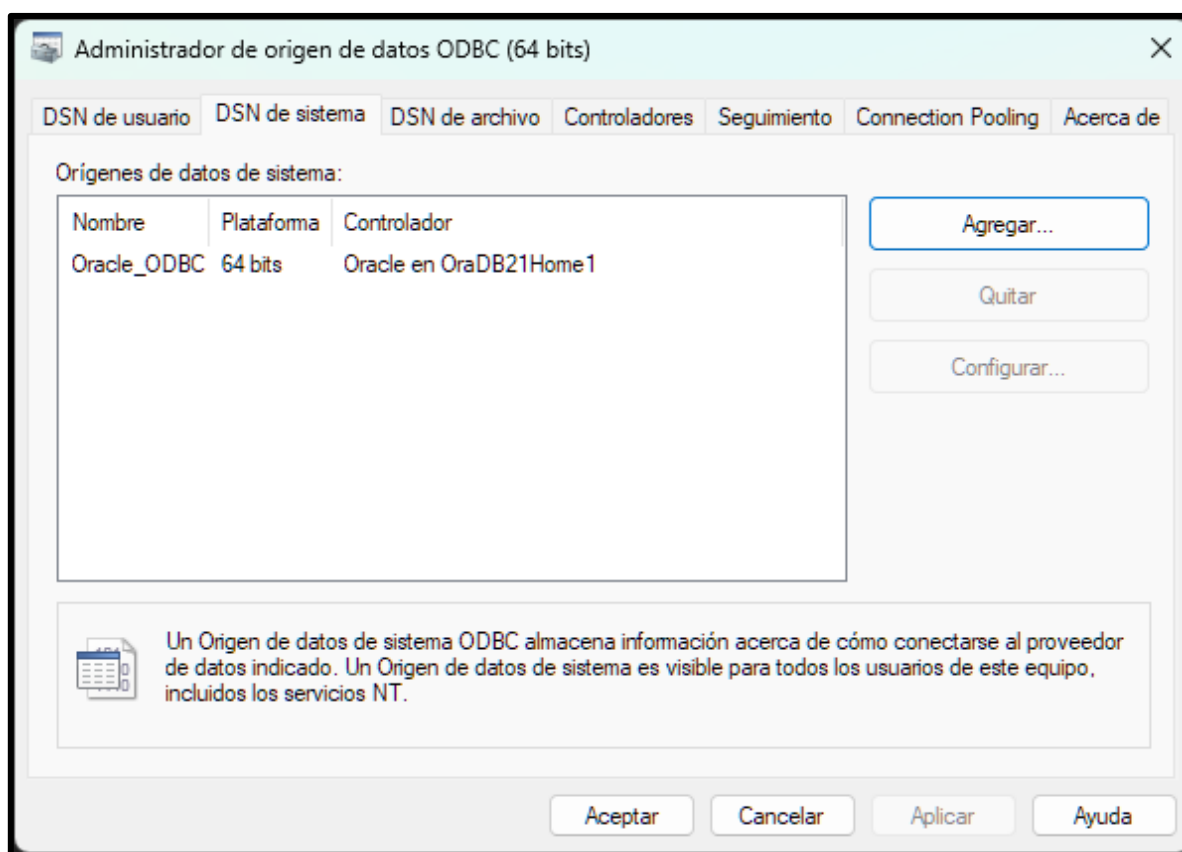 Administrador de origen de datos ODBC (64 bits)
DSN de usuario DSN de sistema DSN de archivo Controladores Seguimiento Connection Pooling Acerca de
Orígenes de datos de sistema:
Nombre Plataforma Controlador
Oracle_ODBC 64 bits Oracle en OraDB21Home1
Agregar...
Quitar
Configurar...
Un Origen de datos de sistema ODBC almacena información acerca de cómo conectarse al proveedor
de datos indicado. Un Origen de datos de sistema es visible para todos los usuarios de este equipo,
incluidos los servicios NT.
Aceptar Cancelar Aplicar Ayuda